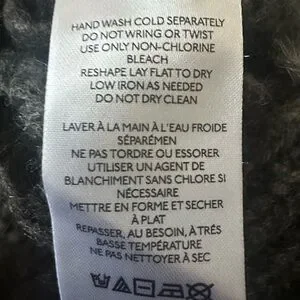 HAND WASH COLD SEPARATELY
DO NOT WRING OR TWIST
USE ONLY NON-CHLORINE
BLEACH
RESHAPE LAY FLAT TO DRY
LOW IRON AS NEEDED
DO NOT DRY CLEAN
LAVER À LA MAIN À L'EAU FROIDE
SÉPARÉMEN
NE PAS TORDRE OU ESSORER
UTILISER UN AGENT DE
BLANCHIMENT SANS CHLORE SI
NÉCESSAIRE
METTRE EN FORME ET SECHER
À PLAT
REPASSER, AU BESOIN, À TRÉS
BASSE TEMPÉRATURE
NE PAS NETTOYER À SEC